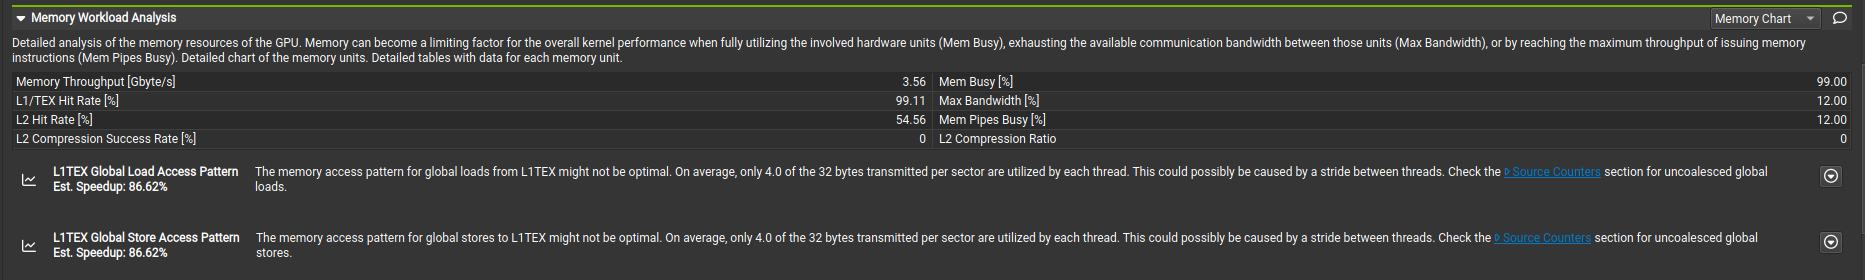 Memory Workload Analysis
Memory Chart
Detailed analysis of the memory resources of the GPU. Memory can become a limiting factor for the overall kernel performance when fully utilizing the involved hardware units (Mem Busy), exhausting the available communication bandwidth between those units (Max Bandwidth), or by reaching the maximum throughput of issuing memory
instructions (Mem Pipes Busy). Detailed chart of the memory units. Detailed tables with data for each memory unit.
Memory Throughput [Gbyte/s] 3.56 Mem Busy [%] 99.00
L1/TEX Hit Rate [%] 99.11 Max Bandwidth [%] 12.00
L2 Hit Rate [%] 54.56 Mem Pipes Busy [%] 12.00
L2 Compression Success Rate [%] 0 L2 Compression Ratio 0
L1TEX Global Load Access Pattern The memory access pattern for global loads from L1TEX might not be optimal. On average, only 4.0 of the 32 bytes transmitted per sector are utilized by each thread. This could possibly be caused by a stride between threads. Check the Source Counters section for uncoalesced global
Est. Speedup: 86.62% loads.
L1TEX Global Store Access Pattern The memory access pattern for global stores to L1TEX might not be optimal. On average, only 4.0 of the 32 bytes transmitted per sector are utilized by each thread. This could possibly be caused by a stride between threads. Check the Source Counters section for uncoalesced global
Est. Speedup: 86.62% stores.